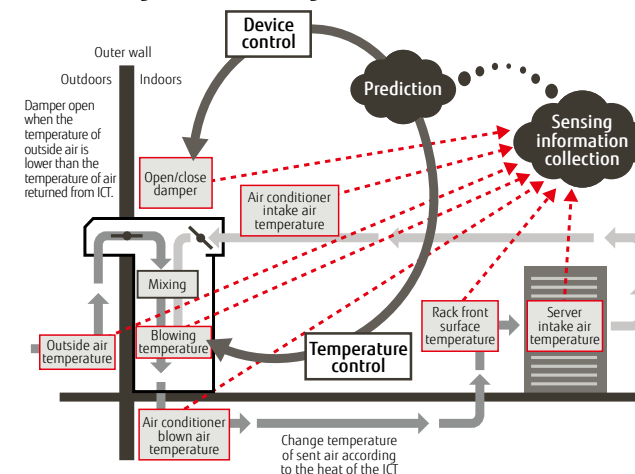 Device
control
Outer wall
Outdoors
Indoors
Prediction
Damper open
when the
temperature of
outside air is
lower than the
temperature of air
returned from ICT.
Sensing
information
collection
Open/close
damper
Air conditioner
intake air
temperature
Mixing
Outside air
temperature
Blowing
temperature
Temperature
control
Rack front
surface
temperature
Server
intake air
temperature
Air conditioner
blown air
temperature
Change temperature
of sent air according
to the heat of the ICT